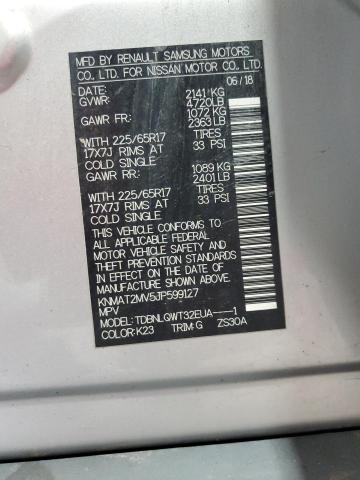 MFD BY RENAULT SAMSUNG MOTORS
CO., LTD. FOR NISSAN MOTOR CO., LTD.
DATE: 06/18
GVWR: 2141 KG
4720LB
GAWR FR: 1072 KG
2363LB
WITH 225/65R17 TIRES
17X7J RIMS AT 33 PSI
COLD SINGLE
GAWR RR: 1089 KG
2401LB
WITH 225/65R17 TIRES
17X7J RIMS AT 33 PSI
COLD SINGLE
THIS VEHICLE CONFORMS TO
ALL APPLICABLE FEDERAL
MOTOR VEHICLE SAFETY AND
THEFT PREVENTION STANDARDS
IN EFFECT ON THE DATE OF
MANUFACTURE SHOWN ABOVE.
KNMAT2MV5JP599127
MPV
MODEL: TDBNLQWT32EUA----1
COLOR:K23 TRIM:G ZS30A